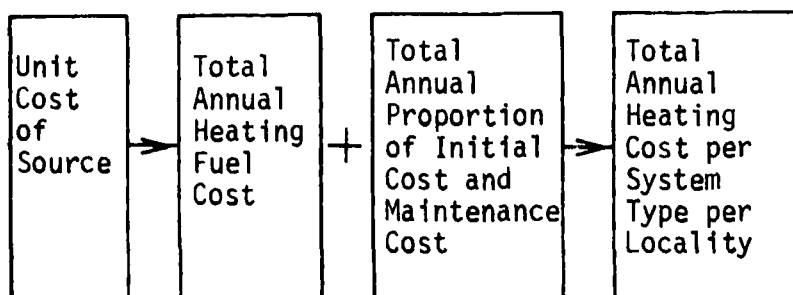 Unit
Cost
of
Source
Total
Annual
Heating
Fuel
Cost
+
Total
Annual
Proportion
of Initial
Cost and
Maintenance
Cost
Total
Annual
Heating
Cost per
System
Type per
Locality